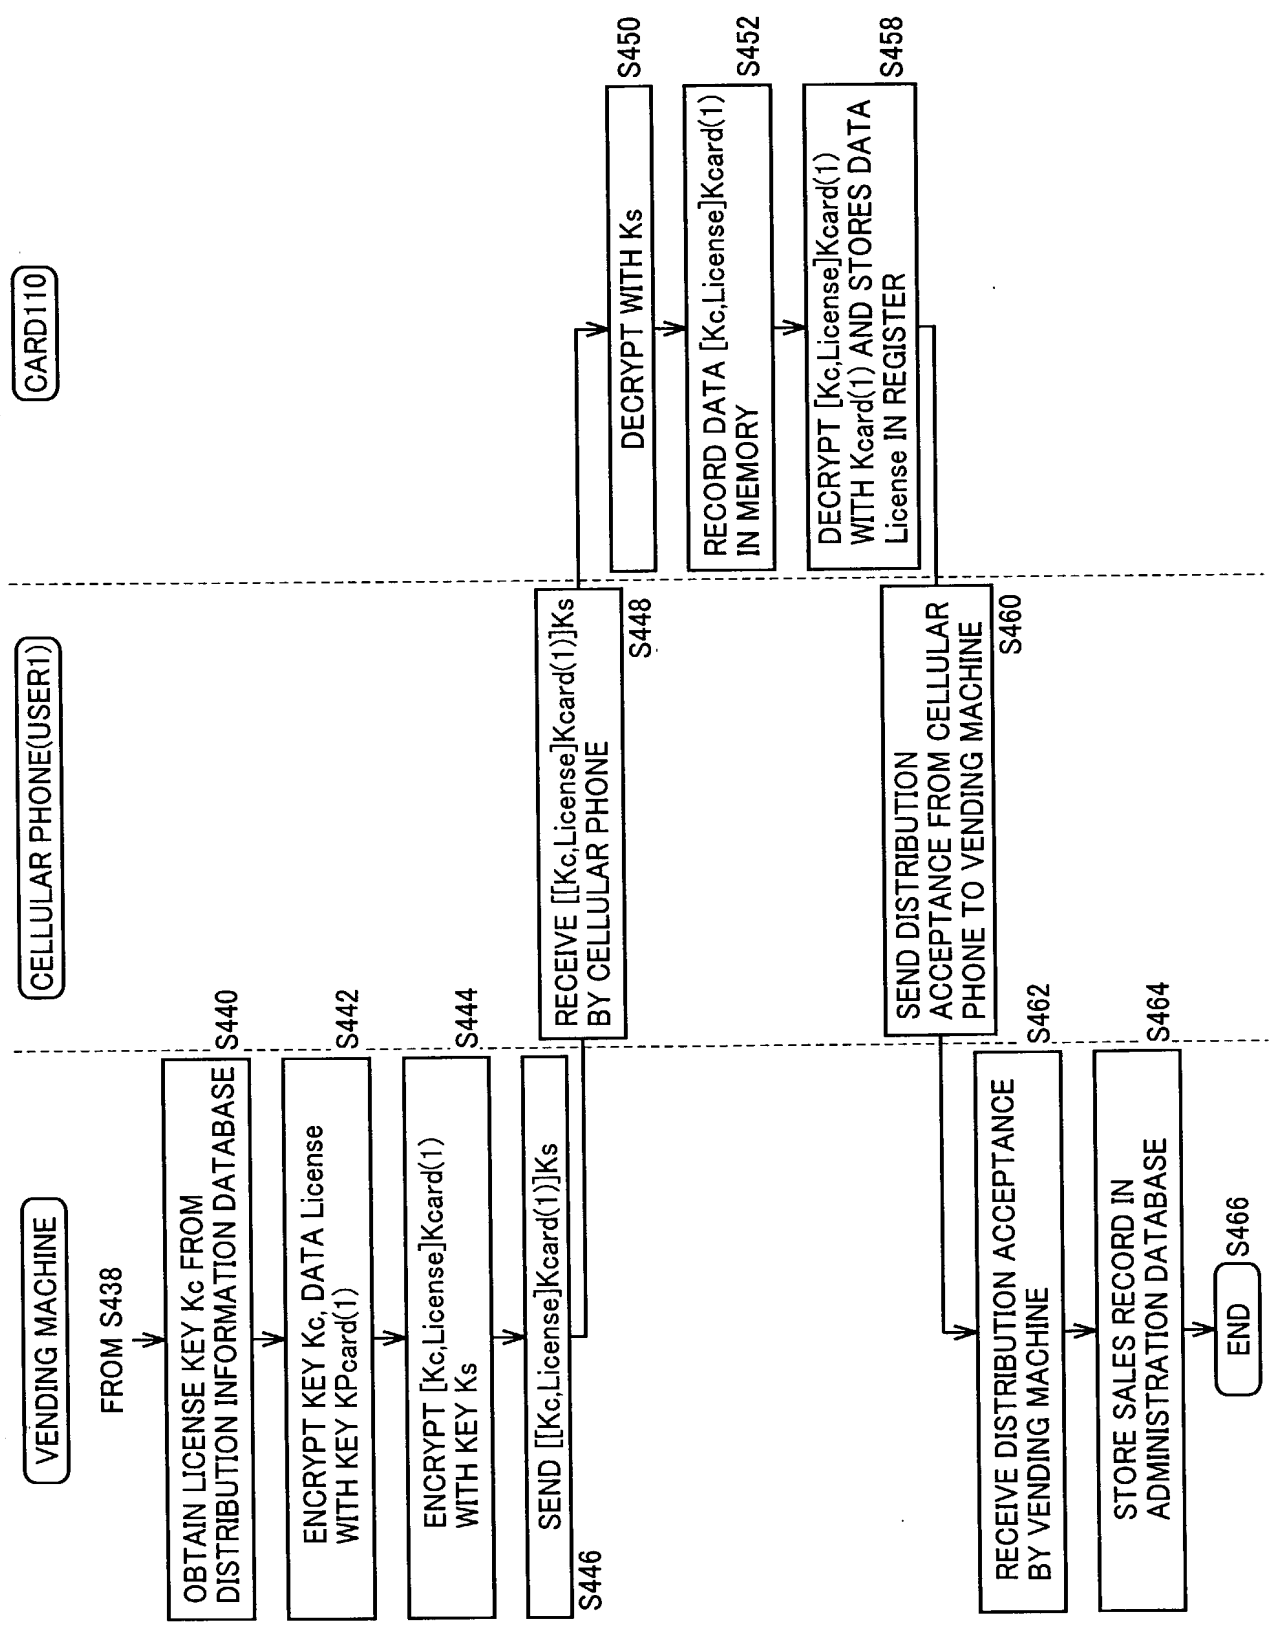 VENDING MACHINE
CELLULAR PHONE(USER1)
CARD110
FROM S438
OBTAIN LICENSE KEY Kc FROM
DISTRIBUTION INFORMATION DATABASE
S440
ENCRYPT KEY Kc, DATA License
WITH KEY KPcard(1)
S442
ENCRYPT [Kc,License]Kcard(1)
WITH KEY Ks
S444
SEND [[Kc,License]Kcard(1)]Ks
S446
RECEIVE [[Kc,License]Kcard(1)]Ks
BY CELLULAR PHONE
S448
DECRYPT WITH Ks
S450
RECORD DATA [Kc,License]Kcard(1)
IN MEMORY
S452
DECRYPT [Kc,License]Kcard(1)
WITH Kcard(1) AND STORES DATA
License IN REGISTER
S458
SEND DISTRIBUTION
ACCEPTANCE FROM CELLULAR
PHONE TO VENDING MACHINE
S460
RECEIVE DISTRIBUTION ACCEPTANCE
BY VENDING MACHINE
S462
STORE SALES RECORD IN
ADMINISTRATION DATABASE
S464
END
S466